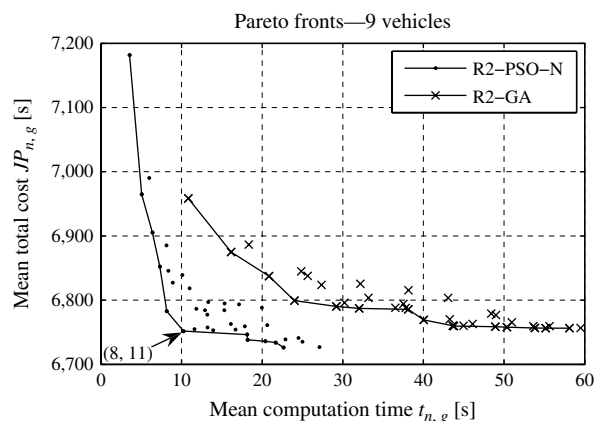 Pareto fronts—9 vehicles
7,200
7,100
7,000
6,900
6,800
6,700
Mean total cost JPn, g [s]
R2−PSO−N
R2−GA
(8, 11)
0 10 20 30 40 50 60
Mean computation time tn, g [s]